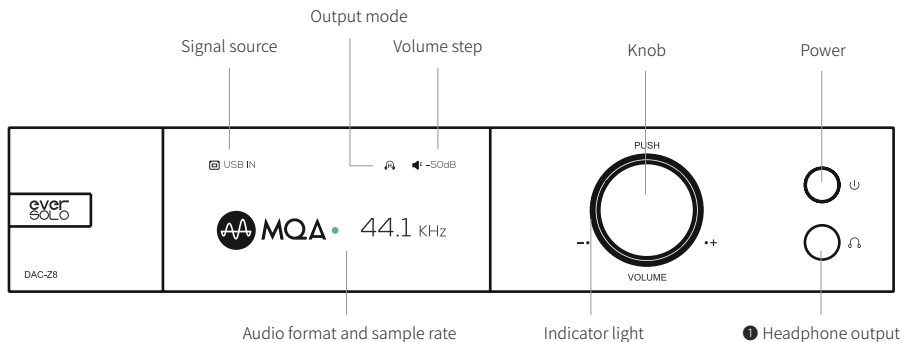 Output mode
Signal source
Volume step
Knob
Power
PUSH
USB IN
-50dB
ever
SOLO
MQA
44.1 KHz
- +
DAC-Z8
VOLUME
Audio format and sample rate
Indicator light
❶ Headphone output